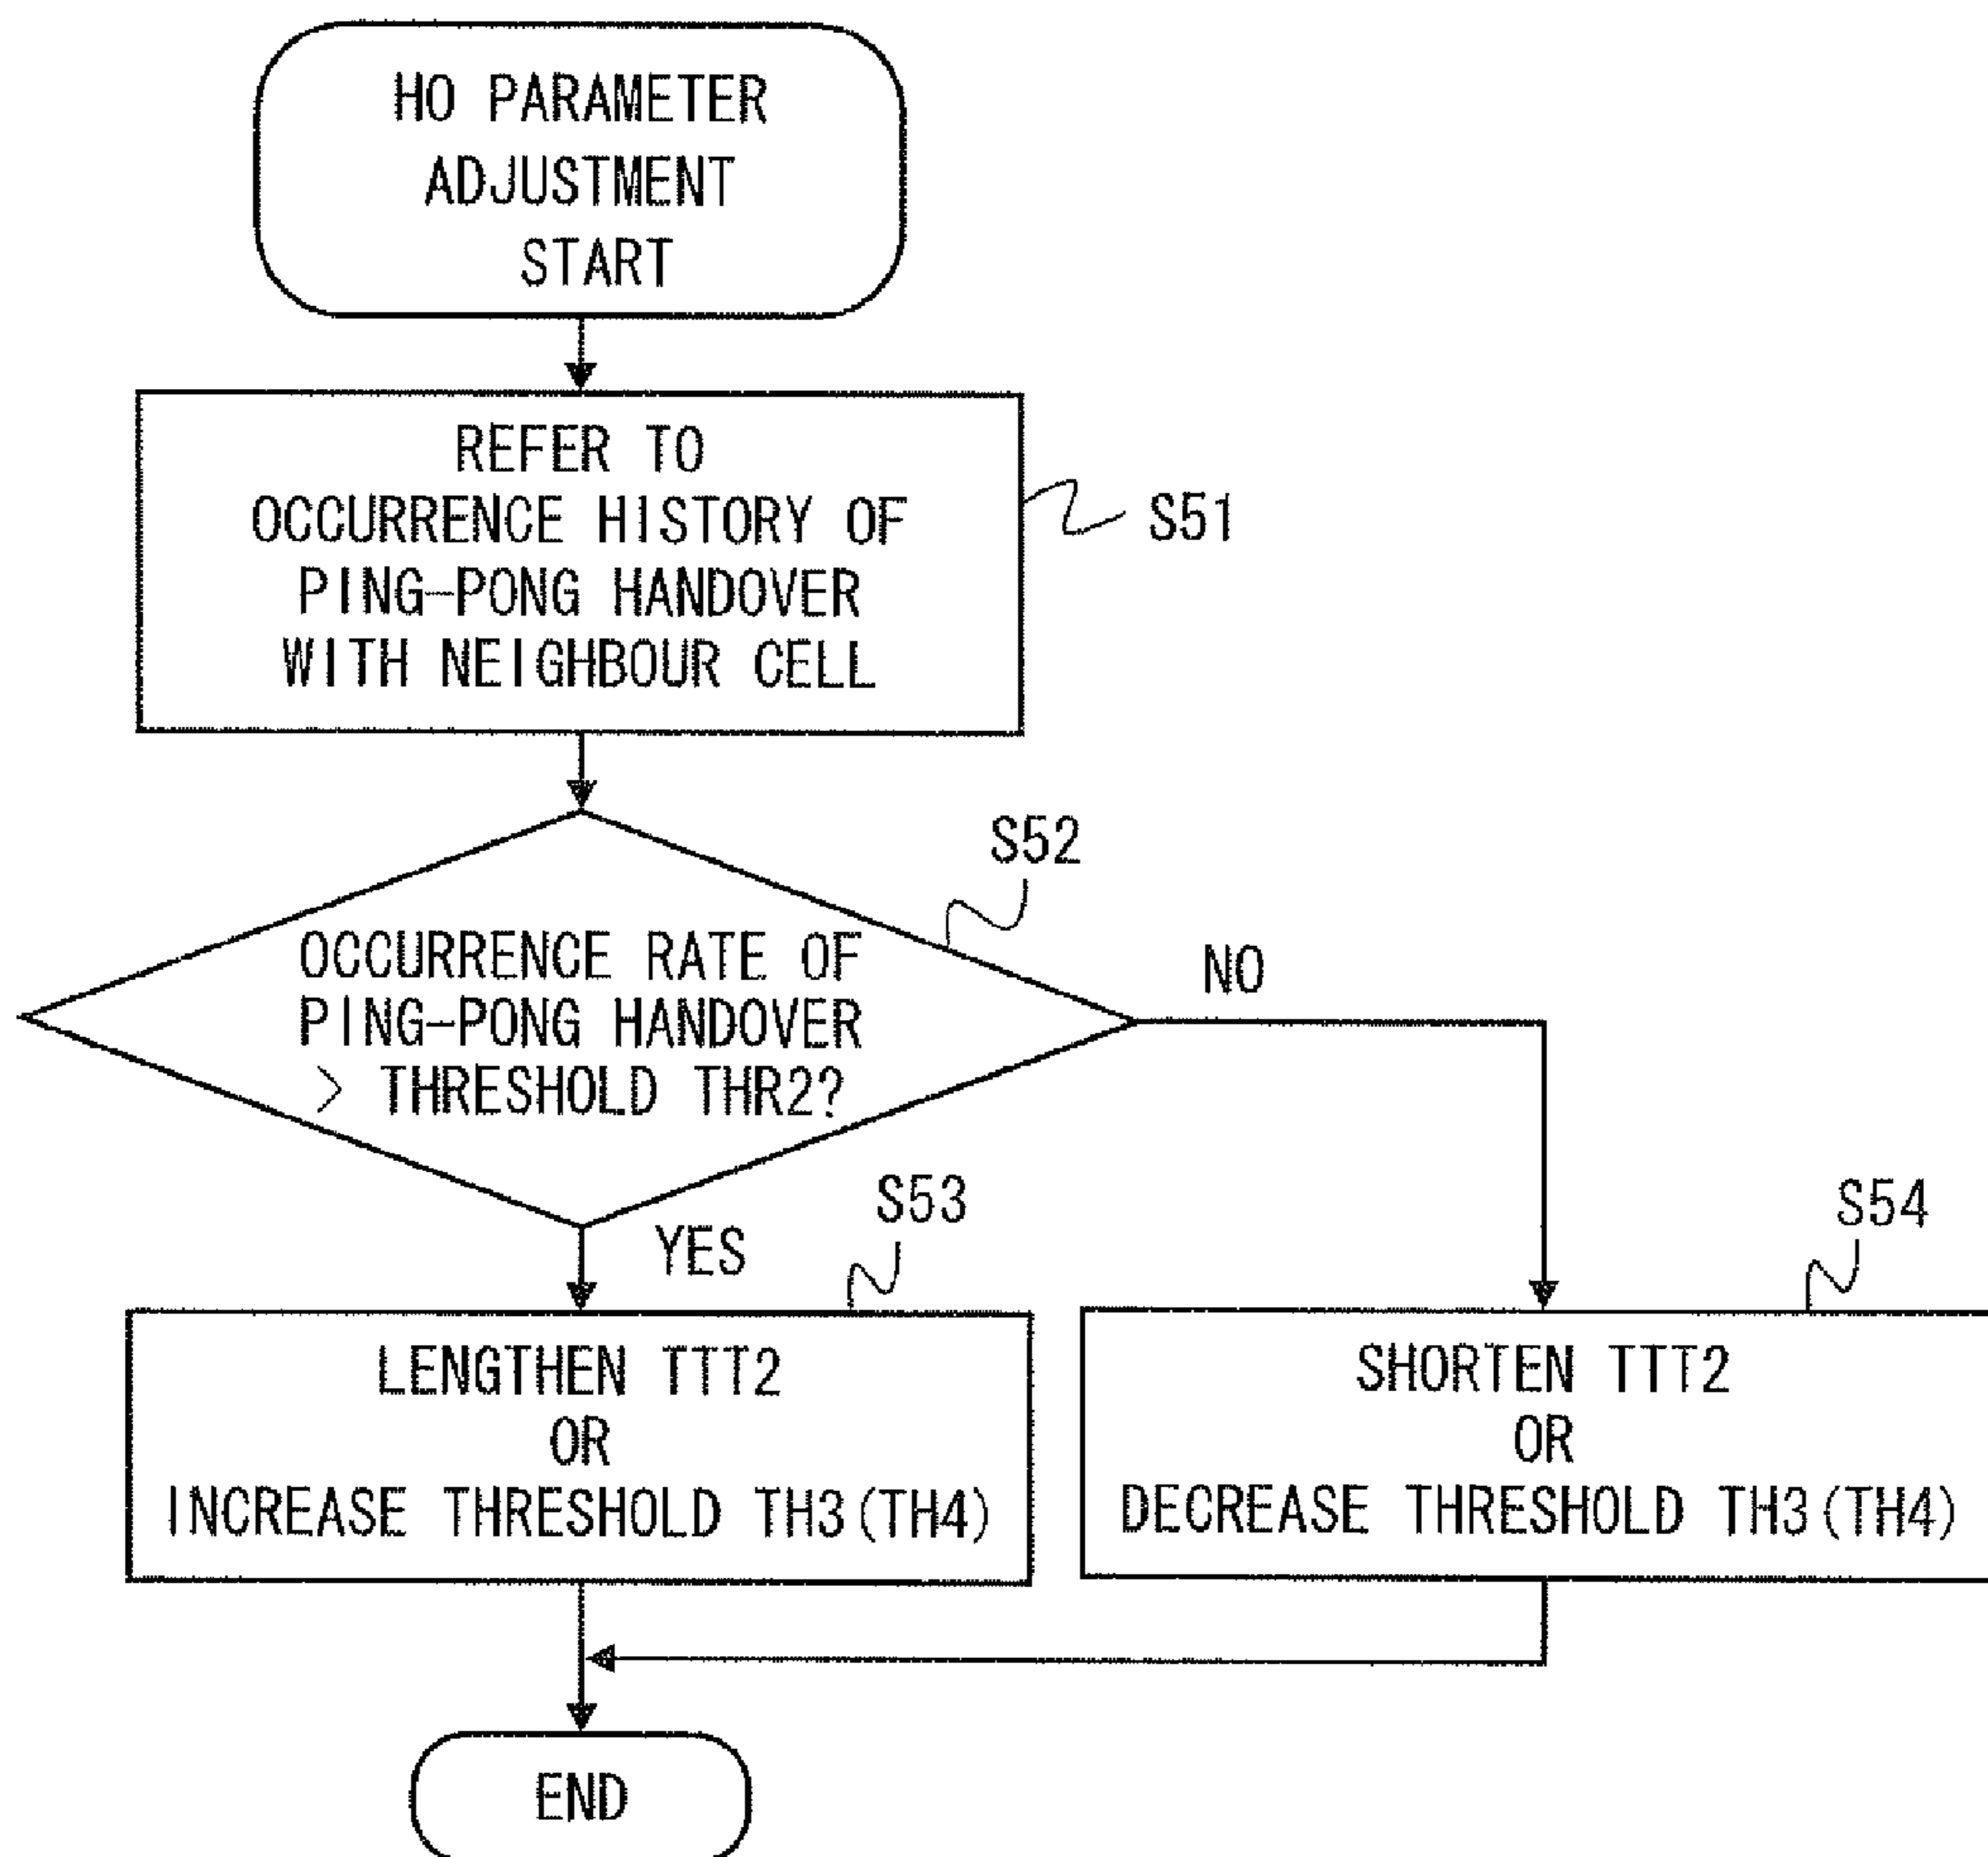 HO PARAMETER
ADJUSTMENT
START
REFER TO
OCCURRENCE HISTORY OF
PING-PONG HANDOVER
WITH NEIGHBOUR CELL
S51
S52
OCCURRENCE RATE OF
PING-PONG HANDOVER
> THRESHOLD THR2?
NO
YES
S53
LENGTHEN TTT2
OR
INCREASE THRESHOLD TH3(TH4)
S54
SHORTEN TTT2
OR
DECREASE THRESHOLD TH3(TH4)
END